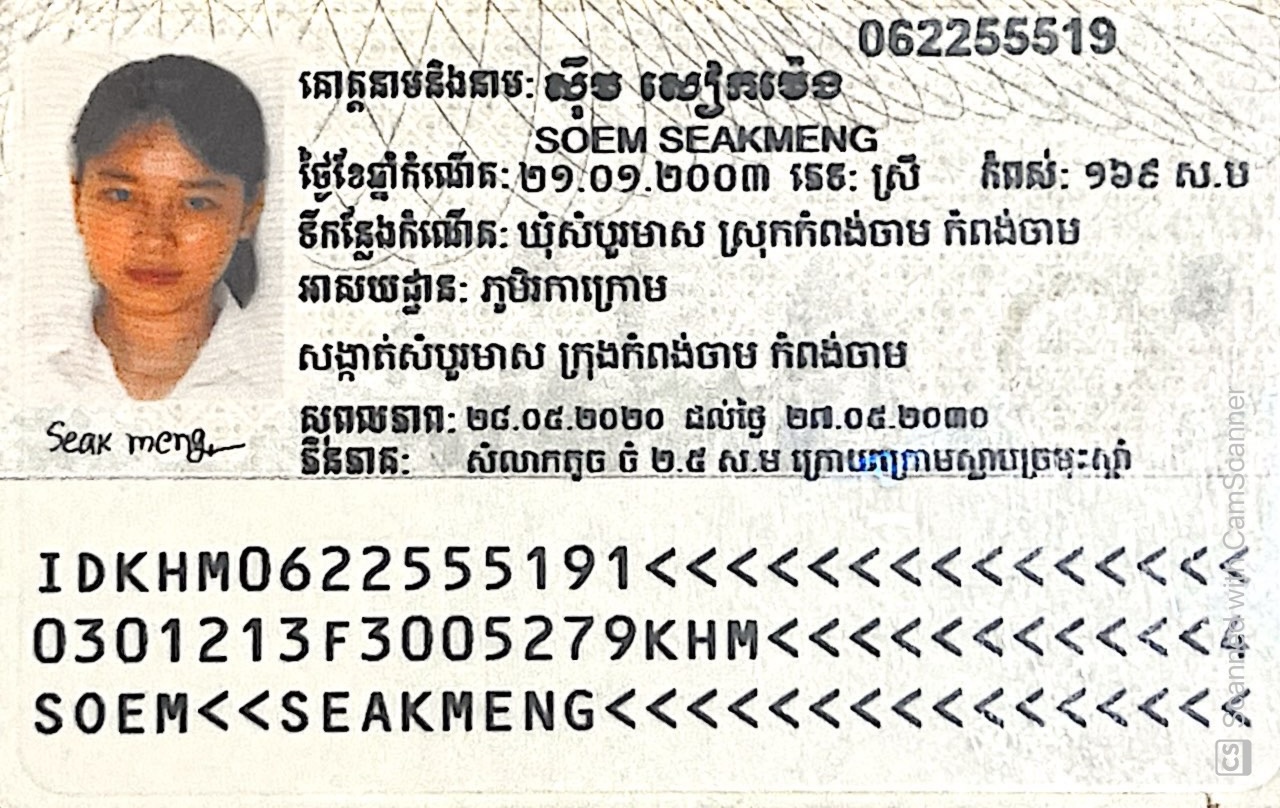 062255519
គោត្តនាមនិងនាម: ស៊ីម សៀកម៉េង
SOEM SEAKMENG
ថ្ងៃខែឆ្នាំកំណើត: ២១.០១.២០០៣ ភេទ: ស្រី កំពស់: ១៦៩ ស.ម
ទីកន្លែងកំណើត: ឃុំសំបួរមាស ស្រុកកំពង់ចាម កំពង់ចាម
អាសយដ្ឋាន: ភូមិរកាក្រោម
សង្កាត់សំបួរមាស ក្រុងកំពង់ចាម កំពង់ចាម
សុពលភាព: ២៨.០៥.២០២០ ដល់ថ្ងៃ ២៧.០៥.២០៣០
Seak meng
ភិនភាគ: សំលាកតូច ចំ ២.៥ ស.ម ក្រោយក្រោមស្លាបច្រមុះស្តាំ
IDKHM0622555191<<<<<<<<<<<<<<<
0301213F3005279KHM<<<<<<<<<<<<
SOEM<<SEAKMENG<<<<<<<<<<<<<<<<
CS Scanned with CamScanner